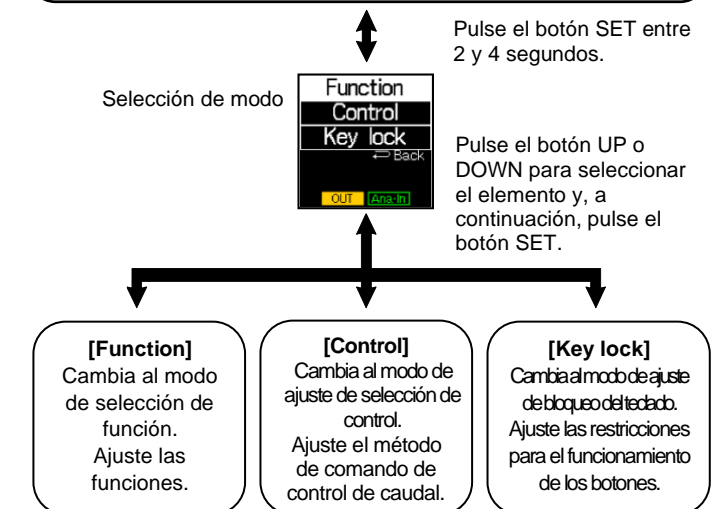 Pulse el botón SET entre
2 y 4 segundos.
Selección de modo
Function
Control
Key lock
Back
OUT Ana-In
Pulse el botón UP o
DOWN para seleccionar
el elemento y, a
continuación, pulse el
botón SET.
[Function]
Cambia al modo
de selección de
función.
Ajuste las
funciones.
[Control]
Cambia al modo de
ajuste de selección de
control.
Ajuste el método
de comando de
control de caudal.
[Key lock]
Cambia al modo de ajuste
de bloqueo del teclado.
Ajuste las restricciones
para el funcionamiento
de los botones.